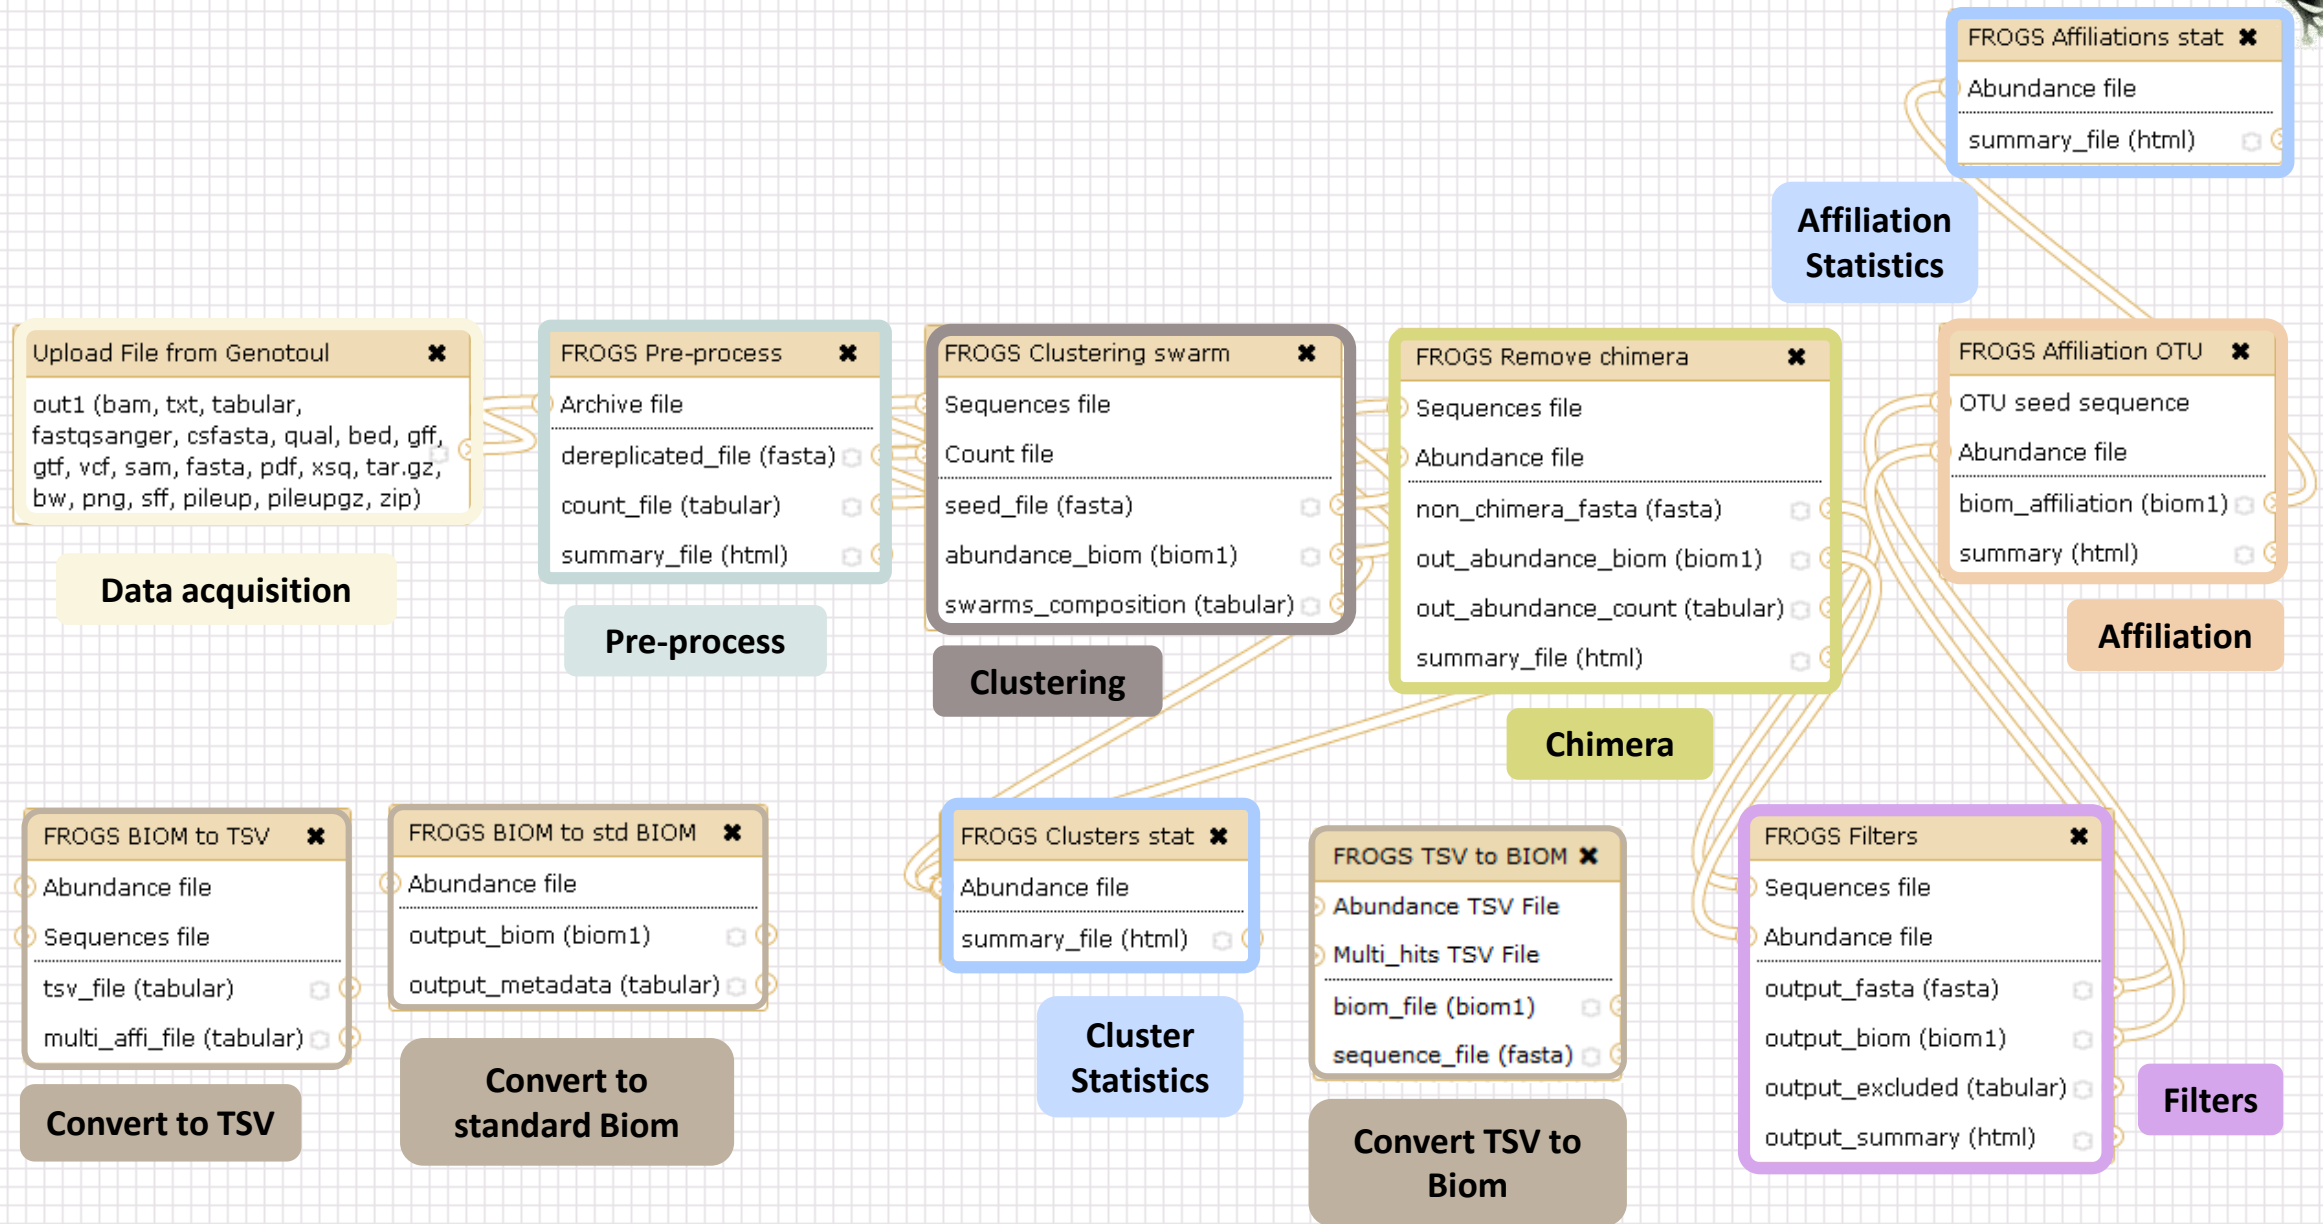 FROGS Affiliations stat ✖
Abundance file
summary_file (html)
Affiliation
Statistics
Upload File from Genotoul ✖
out1 (bam, txt, tabular,
fastqsanger, csfasta, qual, bed, gff,
gtf, vcf, sam, fasta, pdf, xsq, tar.gz,
bw, png, sff, pileup, pileupgz, zip)
Data acquisition
FROGS Pre-process ✖
Archive file
dereplicated_file (fasta)
count_file (tabular)
summary_file (html)
Pre-process
FROGS Clustering swarm ✖
Sequences file
Count file
seed_file (fasta)
abundance_biom (biom1)
swarms_composition (tabular)
Clustering
FROGS Remove chimera ✖
Sequences file
Abundance file
non_chimera_fasta (fasta)
out_abundance_biom (biom1)
out_abundance_count (tabular)
summary_file (html)
Chimera
FROGS Affiliation OTU ✖
OTU seed sequence
Abundance file
biom_affiliation (biom1)
summary (html)
Affiliation
FROGS BIOM to TSV ✖
Abundance file
Sequences file
tsv_file (tabular)
multi_affi_file (tabular)
Convert to TSV
FROGS BIOM to std BIOM ✖
Abundance file
output_biom (biom1)
output_metadata (tabular)
Convert to
standard Biom
FROGS Clusters stat ✖
Abundance file
summary_file (html)
Cluster
Statistics
FROGS TSV to BIOM ✖
Abundance TSV File
Multi_hits TSV File
biom_file (biom1)
sequence_file (fasta)
Convert TSV to
Biom
FROGS Filters ✖
Sequences file
Abundance file
output_fasta (fasta)
output_biom (biom1)
output_excluded (tabular)
output_summary (html)
Filters